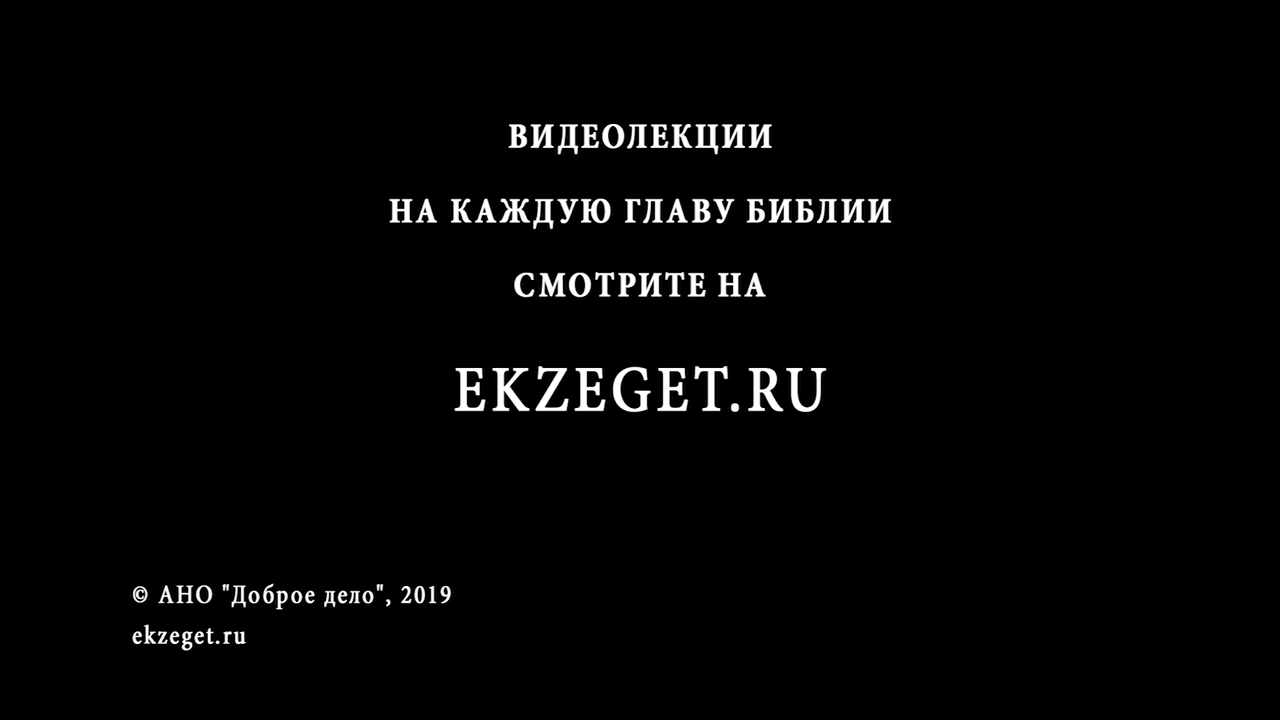 ВИДЕОЛЕКЦИИ
НА КАЖДУЮ ГЛАВУ БИБЛИИ
СМОТРИТЕ НА
EKZEGET.RU
© АНО "Доброе дело", 2019
ekzeget.ru